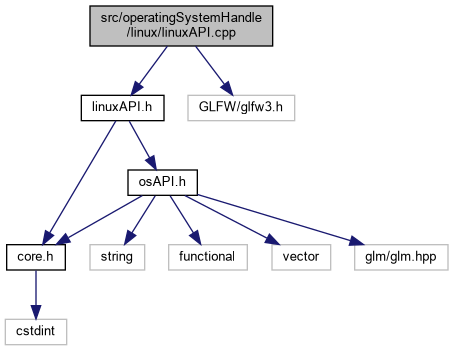 src/operatingSystemHandle
/linux/linuxAPI.cpp
linuxAPI.h
GLFW/glfw3.h
osAPI.h
core.h
string
functional
vector
glm/glm.hpp
cstdint